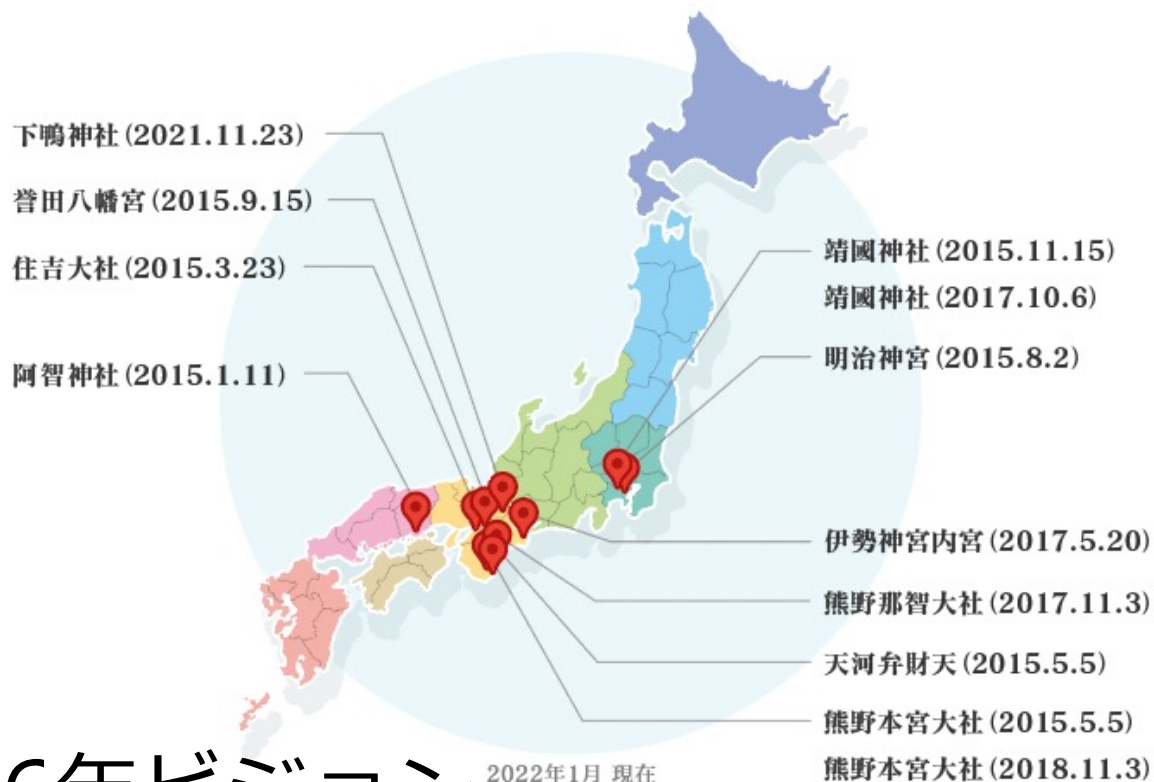 下鴨神社(2021.11.23)
誉田八幡宮(2015.9.15)
住吉大社(2015.3.23)
阿智神社(2015.1.11)
靖國神社(2015.11.15)
靖國神社(2017.10.6)
明治神宮(2015.8.2)
伊勢神宮内宮(2017.5.20)
熊野那智大社(2017.11.3)
天河弁財天(2015.5.5)
熊野本宮大社(2015.5.5)
熊野本宮大社(2018.11.3)
2022年1月 現在